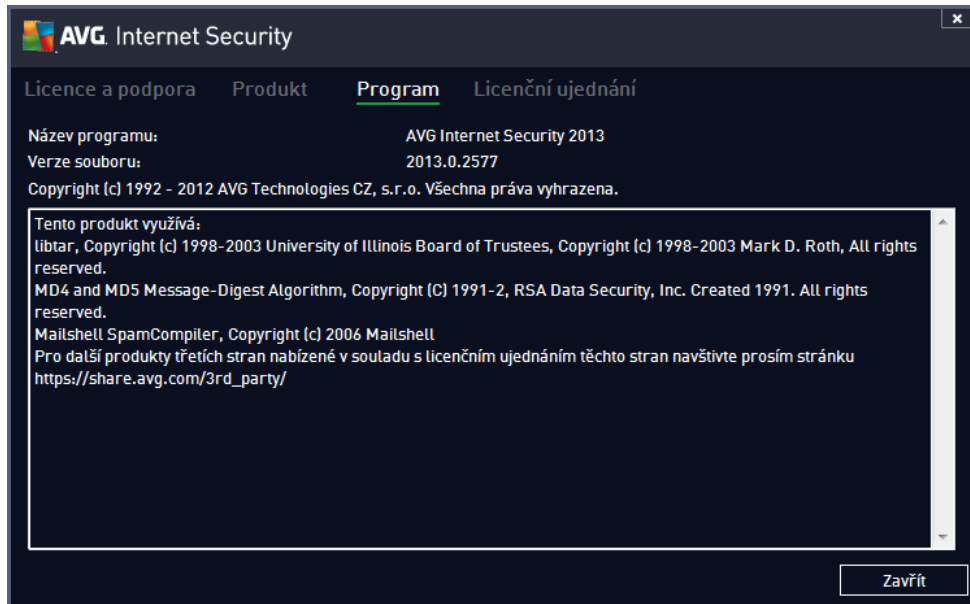 AVG. Internet Security
Licence a podpora Produkt Program Licenční ujednání
Název programu: AVG Internet Security 2013
Verze souboru: 2013.0.2577
Copyright (c) 1992 - 2012 AVG Technologies CZ, s.r.o. Všechna práva vyhrazena.
Tento produkt využívá:
libtar, Copyright (c) 1998-2003 University of Illinois Board of Trustees, Copyright (c) 1998-2003 Mark D. Roth, All rights
reserved.
MD4 and MD5 Message-Digest Algorithm, Copyright (C) 1991-2, RSA Data Security, Inc. Created 1991. All rights
reserved.
Mailshell SpamCompiler, Copyright (c) 2006 Mailshell
Pro další produkty třetích stran nabízené v souladu s licenčním ujednáním těchto stran navštivte prosím stránku
https://share.avg.com/3rd_party/
Zavřít